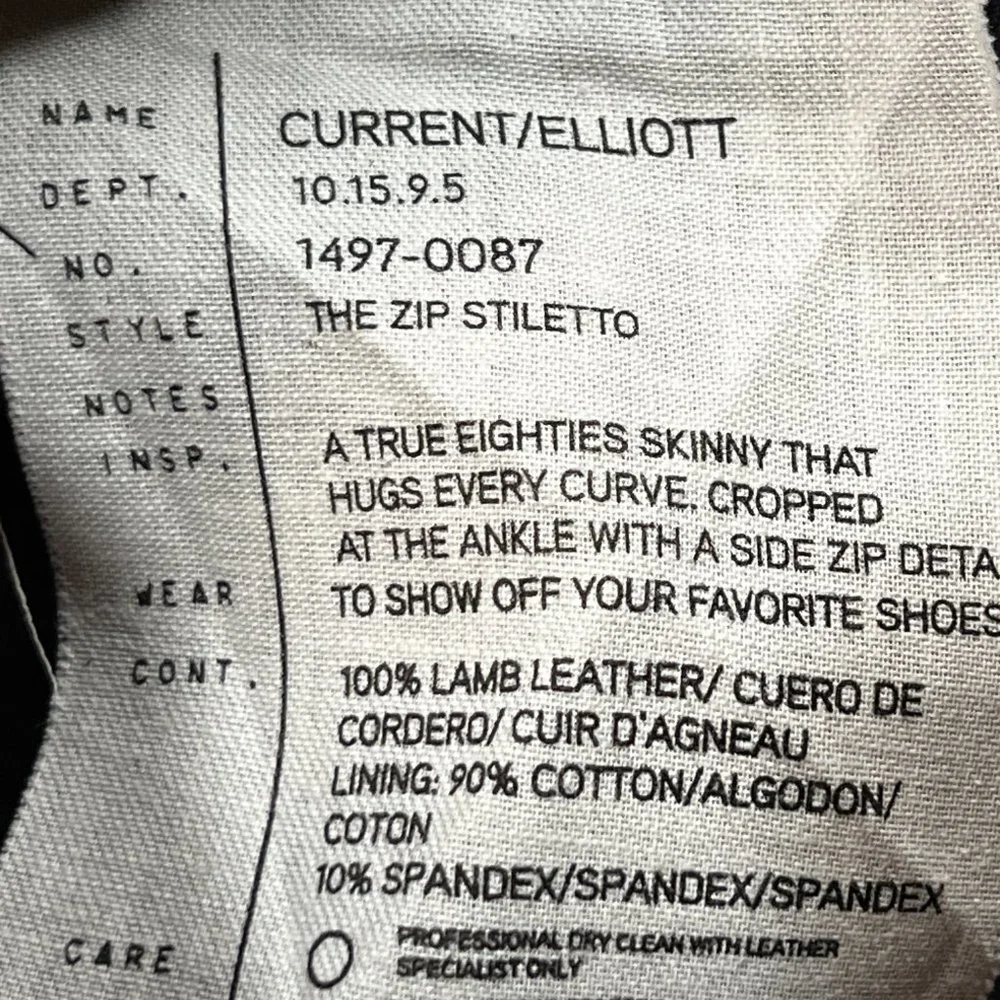 NAME CURRENT/ELLIOTT
DEPT. 10.15.9.5
NO. 1497-0087
STYLE THE ZIP STILETTO
NOTES
INSP. A TRUE EIGHTIES SKINNY THAT
HUGS EVERY CURVE. CROPPED
AT THE ANKLE WITH A SIDE ZIP DETA
WEAR TO SHOW OFF YOUR FAVORITE SHOES
CONT. 100% LAMB LEATHER/ CUERO DE
CORDERO/ CUIR D'AGNEAU
LINING: 90% COTTON/ALGODON/
COTON
10% SPANDEX/SPANDEX/SPANDEX
CARE PROFESSIONAL DRY CLEAN WITH LEATHER
SPECIALIST ONLY